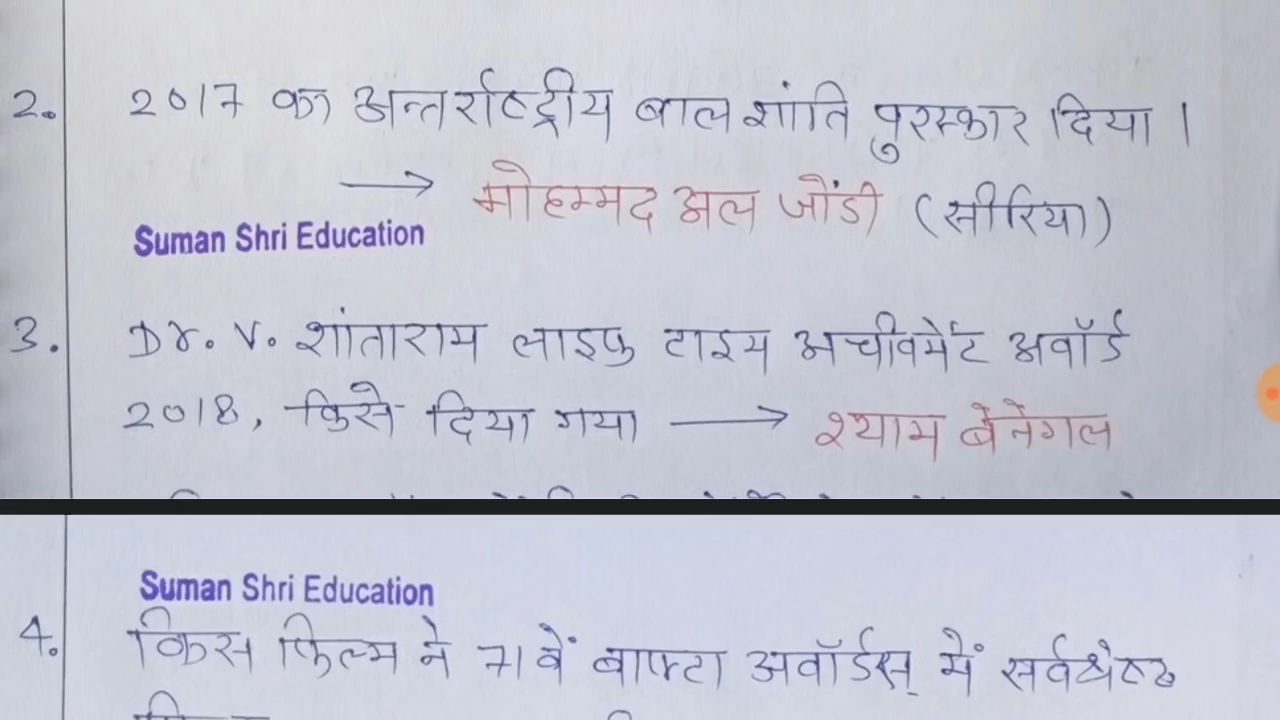 2. 2017 का अन्तर्राष्ट्रीय बाल शांति पुरस्कार दिया ।
→ मोहम्मद अल जोंडी (सीरिया)
Suman Shri Education
3. Dr. V. शांताराम लाइफ टाइम अचीवमेंट अवॉर्ड
2018, किसे दिया गया → श्याम बेनेगल
Suman Shri Education
4. किस फिल्म ने 71 वें बाफ्टा अवॉर्डस् में सर्वश्रेष्ठ